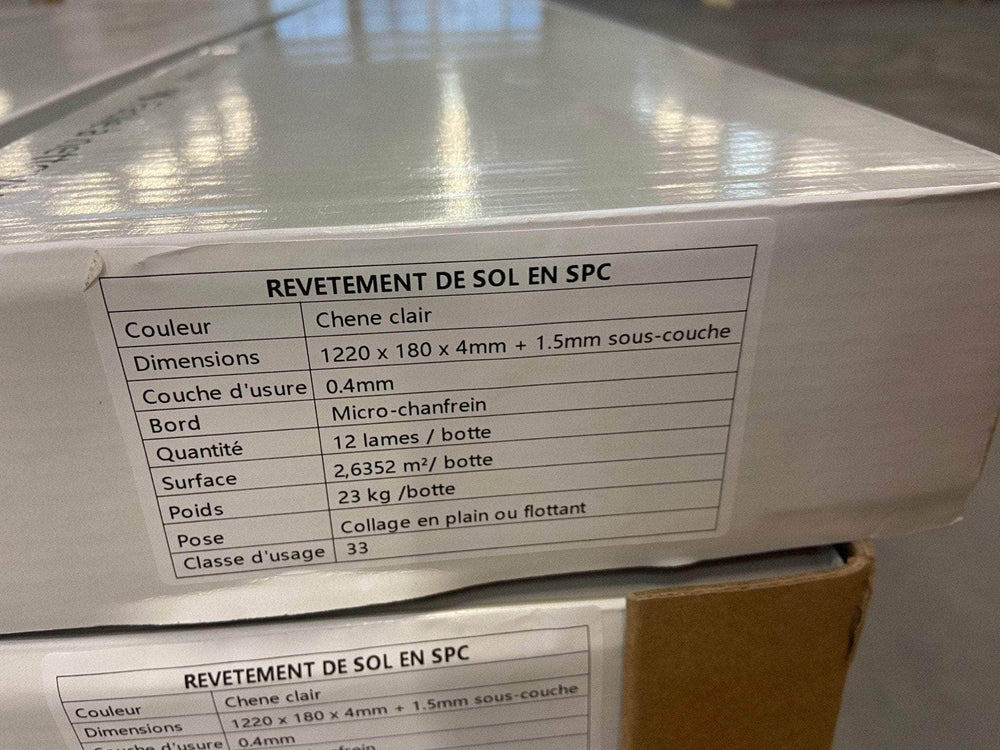 REVETEMENT DE SOL EN SPC
Couleur Chene clair
Dimensions 1220 x 180 x 4mm + 1.5mm sous-couche
Couche d'usure 0.4mm
Bord Micro-chanfrein
Quantité 12 lames / botte
Surface 2,6352 m²/ botte
Poids 23 kg /botte
Pose Collage en plain ou flottant
Classe d'usage 33
REVETEMENT DE SOL EN SPC
Couleur Chene clair
Dimensions 1220 x 180 x 4mm + 1.5mm sous-couche
d'usure 0.4mm